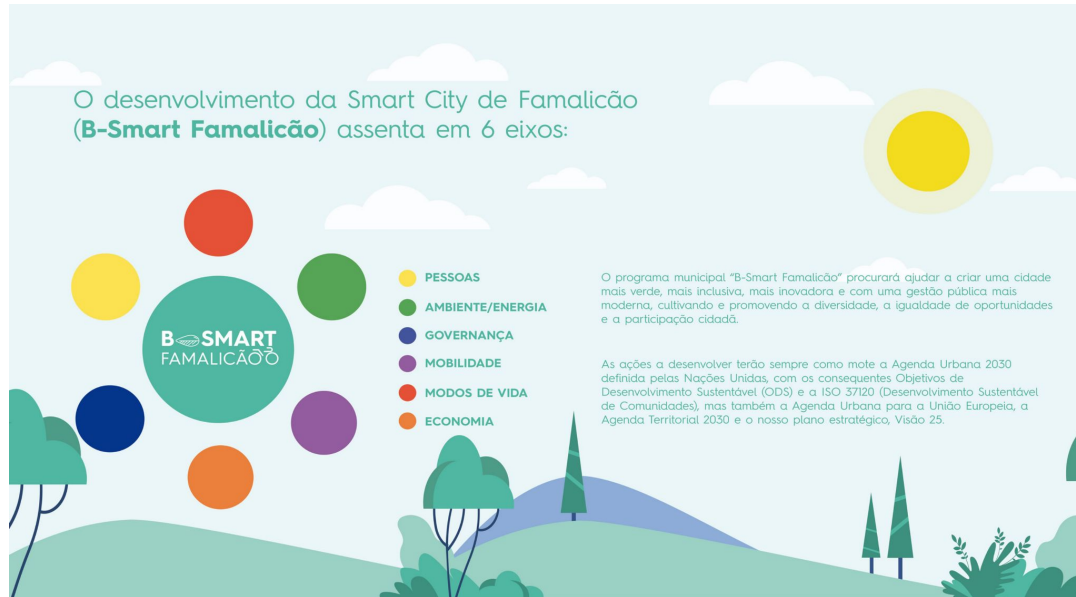 O desenvolvimento da Smart City de Famalicão
(B-Smart Famalicão) assenta em 6 eixos:
B SMART
FAMALICÃO
PESSOAS
AMBIENTE/ENERGIA
GOVERNANÇA
MOBILIDADE
MODOS DE VIDA
ECONOMIA
O programa municipal “B-Smart Famalicão” procurará ajudar a criar uma cidade
mais verde, mais inclusiva, mais inovadora e com uma gestão pública mais
moderna, cultivando e promovendo a diversidade, a igualdade de oportunidades
e a participação cidadã.
As ações a desenvolver terão sempre como mote a Agenda Urbana 2030
definida pelas Nações Unidas, com os consequentes Objetivos de
Desenvolvimento Sustentável (ODS) e a ISO 37120 (Desenvolvimento Sustentável
de Comunidades), mas também a Agenda Urbana para a União Europeia, a
Agenda Territorial 2030 e o nosso plano estratégico, Visão 25.